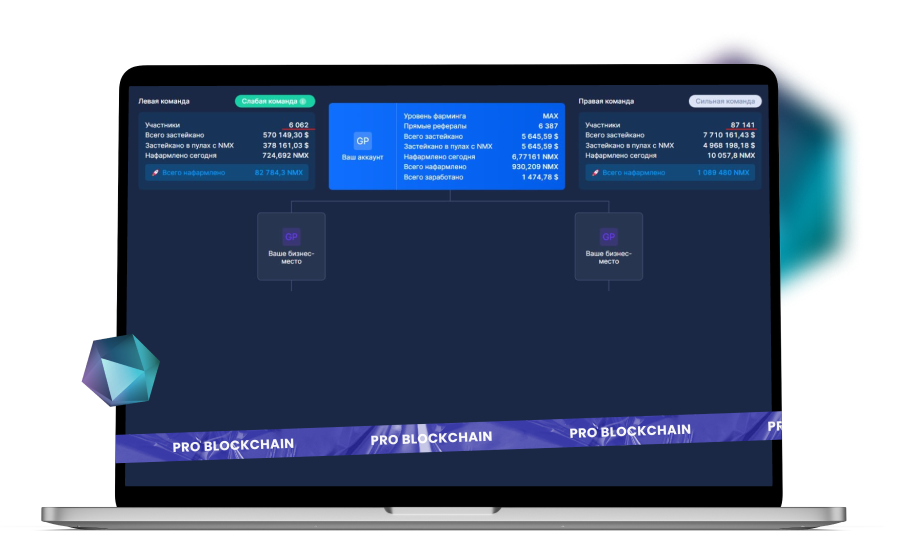 Левая команда
Слабая команда
Участники 6 062
Всего застейкано 570 149,30 $
Застейкано в пулах с NMX 378 161,03 $
Нафармлено сегодня 724,692 NMX
Всего нафармлено 82 784,3 NMX
GP
Ваш аккаунт
Уровень фарминга MAX
Прямые рефералы 6 387
Всего застейкано 5 645,59 $
Застейкано в пулах с NMX 5 645,59 $
Нафармлено сегодня 6,77161 NMX
Всего нафармлено 930,209 NMX
Всего заработано 1 474,78 $
Правая команда
Сильная команда
Участники 87 141
Всего застейкано 7 710 161,43 $
Застейкано в пулах с NMX 4 968 198,18 $
Нафармлено сегодня 10 057,8 NMX
Всего нафармлено 1 089 480 NMX
GP
Ваше бизнес-
место
GP
Ваше бизнес-
место
PRO BLOCKCHAIN PRO BLOCKCHAIN PRO BLOCKCHAIN PR